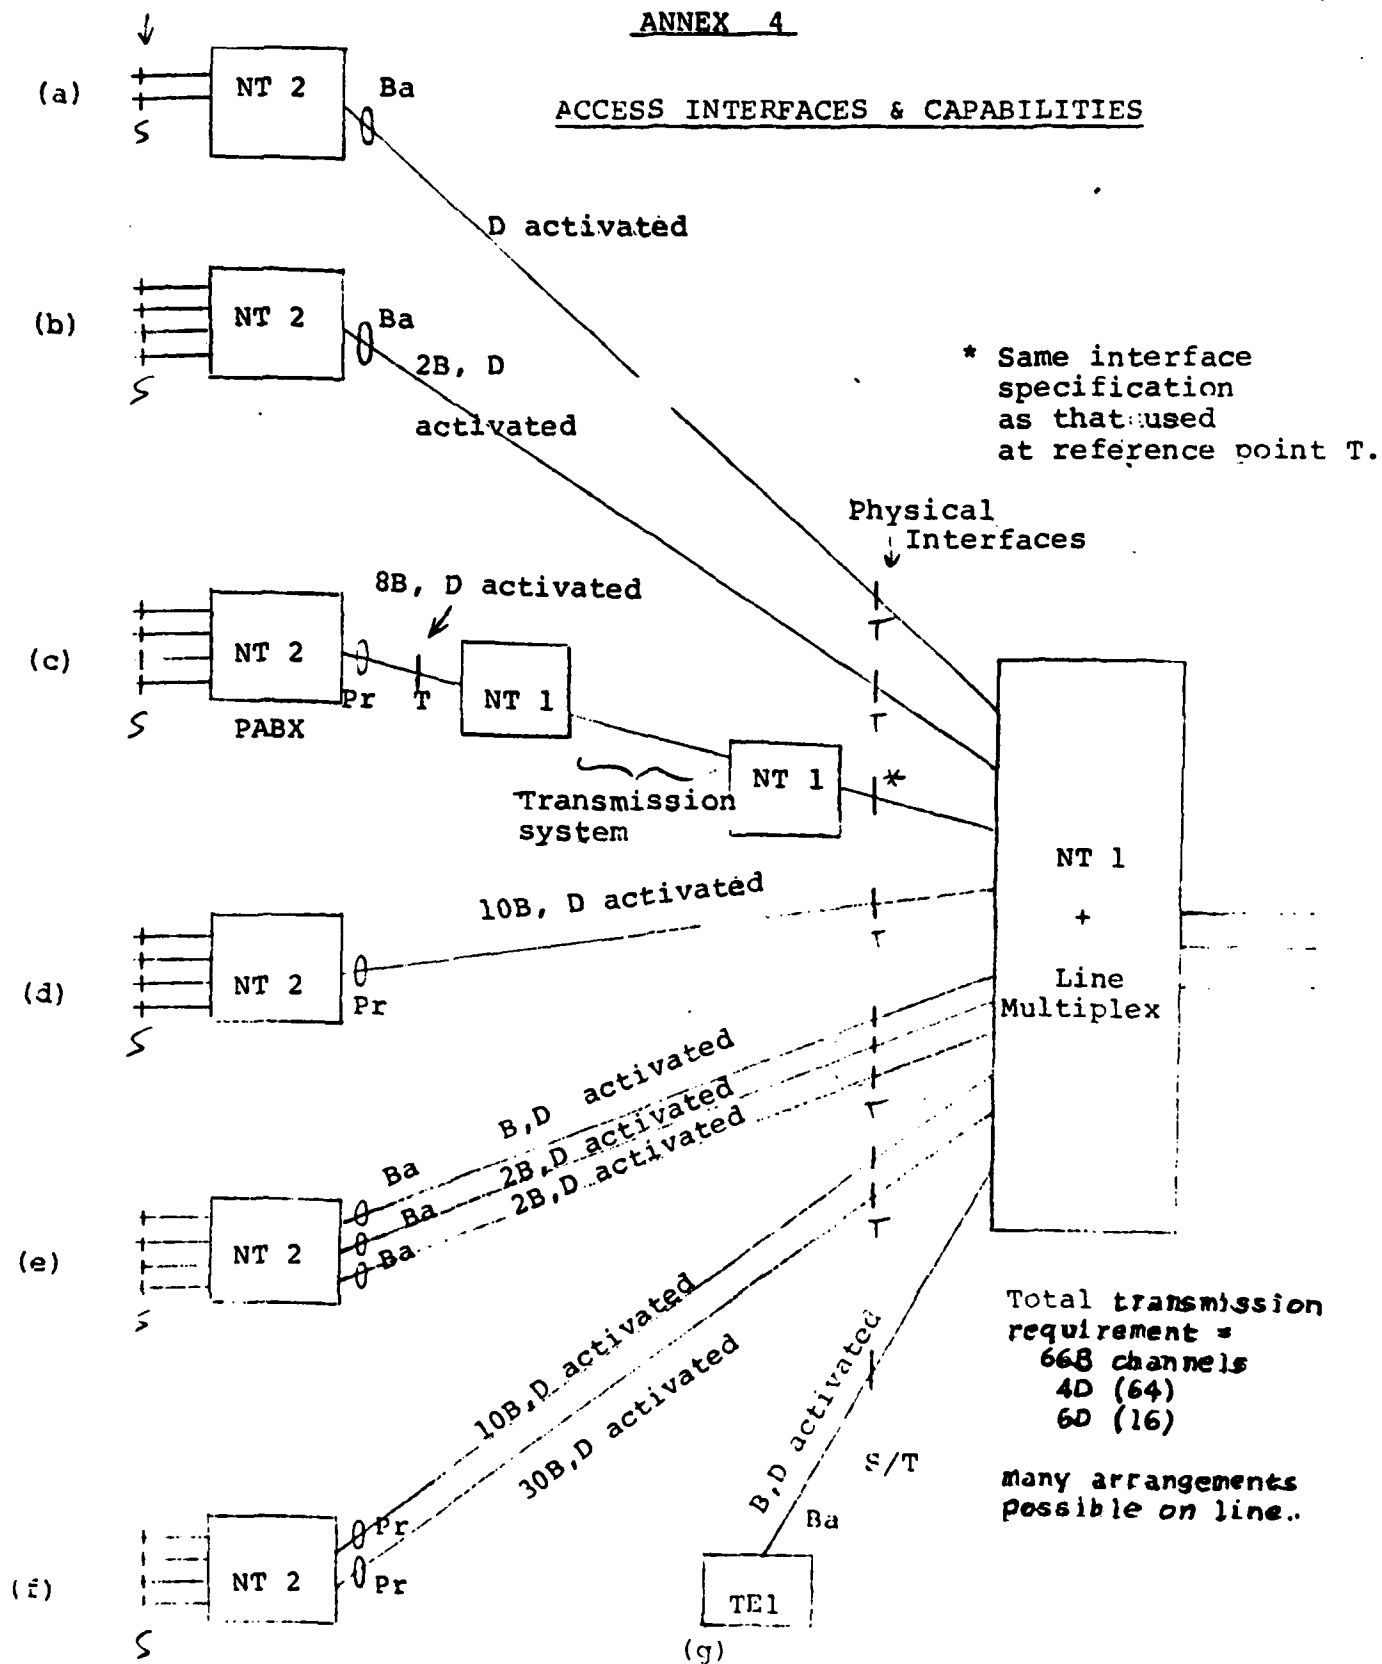 ANNEX 4
ACCESS INTERFACES & CAPABILITIES
(a)
S
NT 2
Ba
D activated
(b)
S
NT 2
Ba
2B, D
activated
* Same interface
specification
as that used
at reference point T.
Physical
Interfaces
T
T
(c)
S
NT 2
PABX
Pr
8B, D activated
T
NT 1
Transmission
system
NT 1
*
NT 1
+
Line
Multiplex
(d)
S
NT 2
Pr
10B, D activated
T
(e)
S
NT 2
Ba
B,D activated
Ba
2B,D activated
Ba
2B,D activated
T
(f)
S
NT 2
Pr
10B,D activated
Pr
30B,D activated
T
(g)
TE1
Ba
B,D activated
S/T
Total transmission
requirement =
66B channels
4D (64)
6D (16)
many arrangements
possible on line..